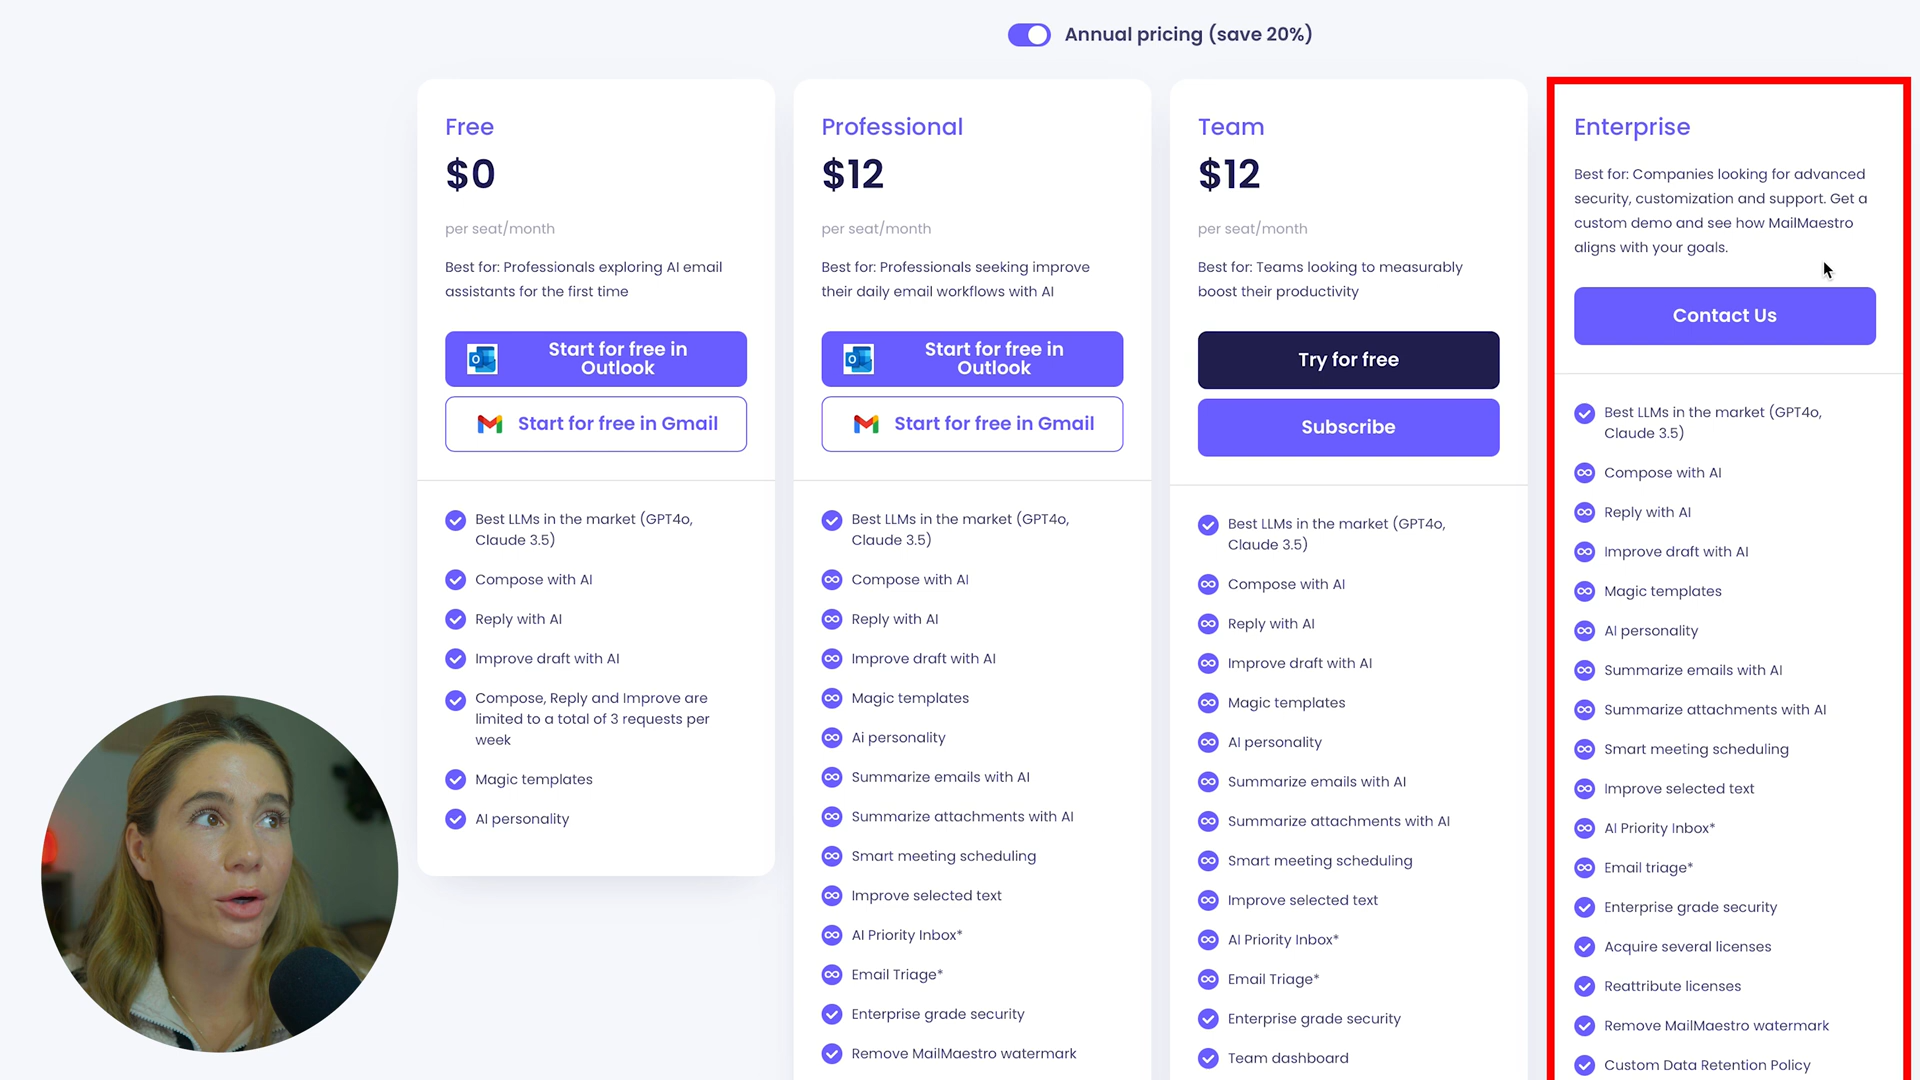 Annual pricing (save 20%)
Free
$0
per seat/month
Best for: Professionals exploring AI email
assistants for the first time
Start for free in
Outlook
Start for free in Gmail
Best LLMs in the market (GPT4o,
Claude 3.5)
Compose with AI
Reply with AI
Improve draft with AI
Compose, Reply and Improve are
limited to a total of 3 requests per
week
Magic templates
AI personality
Professional
$12
per seat/month
Best for: Professionals seeking improve
their daily email workflows with AI
Start for free in
Outlook
Start for free in Gmail
Best LLMs in the market (GPT4o,
Claude 3.5)
Compose with AI
Reply with AI
Improve draft with AI
Magic templates
Ai personality
Summarize emails with AI
Summarize attachments with AI
Smart meeting scheduling
Improve selected text
AI Priority Inbox*
Email Triage*
Enterprise grade security
Remove MailMaestro watermark
Team
$12
per seat/month
Best for: Teams looking to measurably
boost their productivity
Try for free
Subscribe
Best LLMs in the market (GPT4o,
Claude 3.5)
Compose with AI
Reply with AI
Improve draft with AI
Magic templates
AI personality
Summarize emails with AI
Summarize attachments with AI
Smart meeting scheduling
Improve selected text
AI Priority Inbox*
Email Triage*
Enterprise grade security
Team dashboard
Enterprise
Best for: Companies looking for advanced
security, customization and support. Get a
custom demo and see how MailMaestro
aligns with your goals.
Contact Us
Best LLMs in the market (GPT4o,
Claude 3.5)
Compose with AI
Reply with AI
Improve draft with AI
Magic templates
AI personality
Summarize emails with AI
Summarize attachments with AI
Smart meeting scheduling
Improve selected text
AI Priority Inbox*
Email triage*
Enterprise grade security
Acquire several licenses
Reattribute licenses
Remove MailMaestro watermark
Custom Data Retention Policy